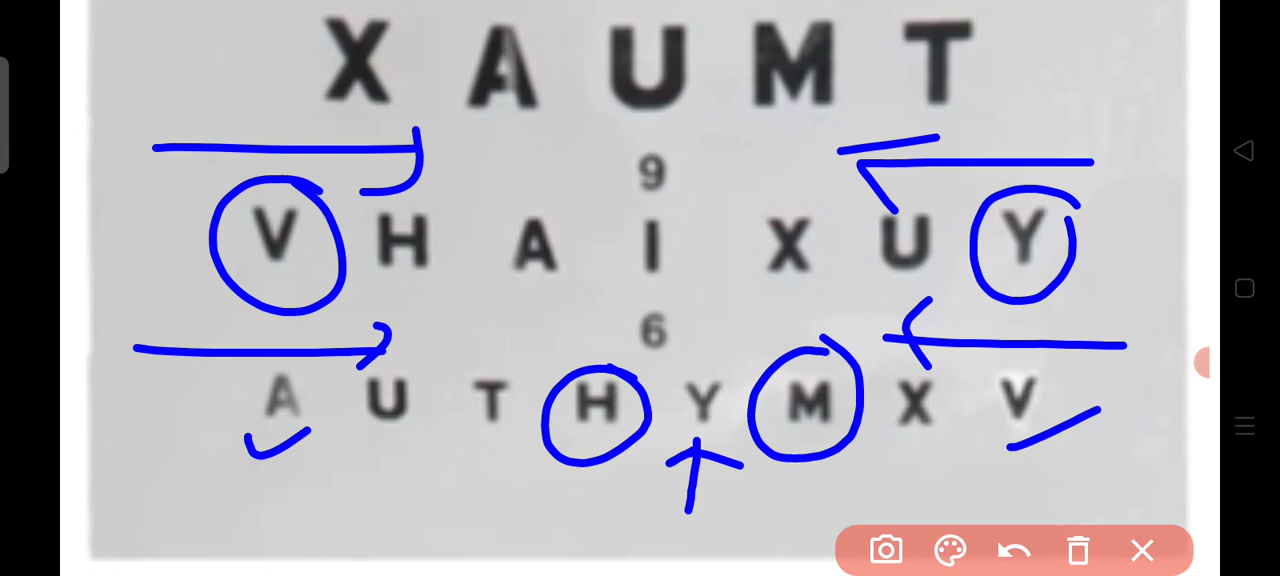 X A U M T
9
V H A I X U Y
6
A U T H Y M X V